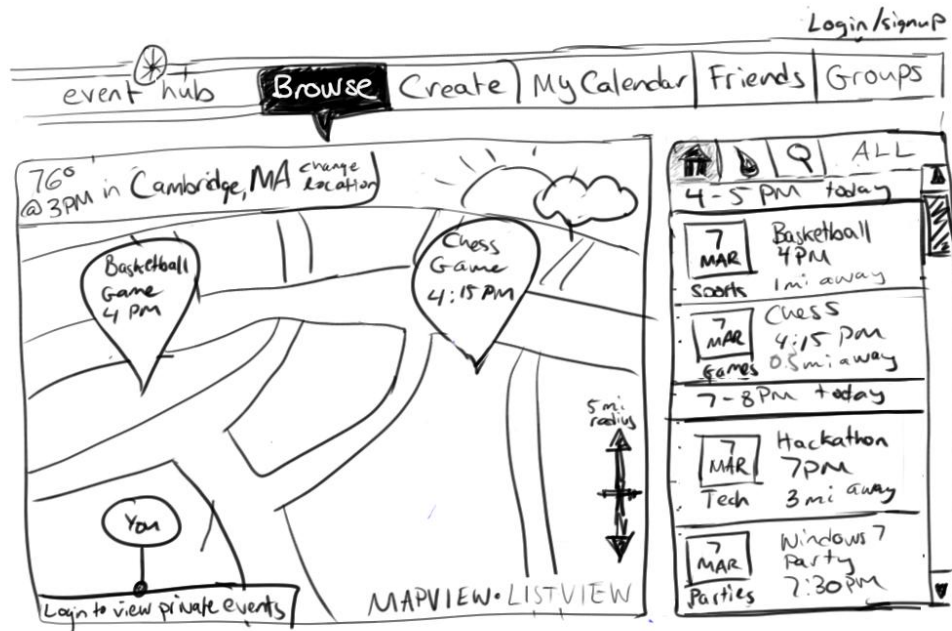 Login/signup
event hub
Browse
Create
My Calendar
Friends
Groups
76°
@ 3PM in Cambridge, MA
change
location
Basketball
Game
4 PM
Chess
Game
4:15 PM
5 mi
radius
You
Login to view private events
MAPVIEW • LISTVIEW
ALL
4-5 PM today
7
MAR
Sports
Basketball
4PM
1mi away
7
MAR
Games
Chess
4:15 PM
0.5mi away
7-8PM today
7
MAR
Tech
Hackathon
7PM
3mi away
7
MAR
Parties
Windows 7
Party
7:30PM